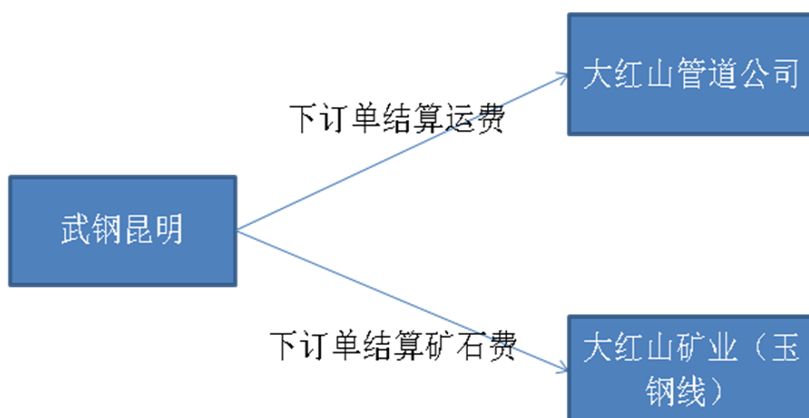 大红山管道公司
下订单结算运费
武钢昆明
下订单结算矿石费
大红山矿业（玉
钢线）